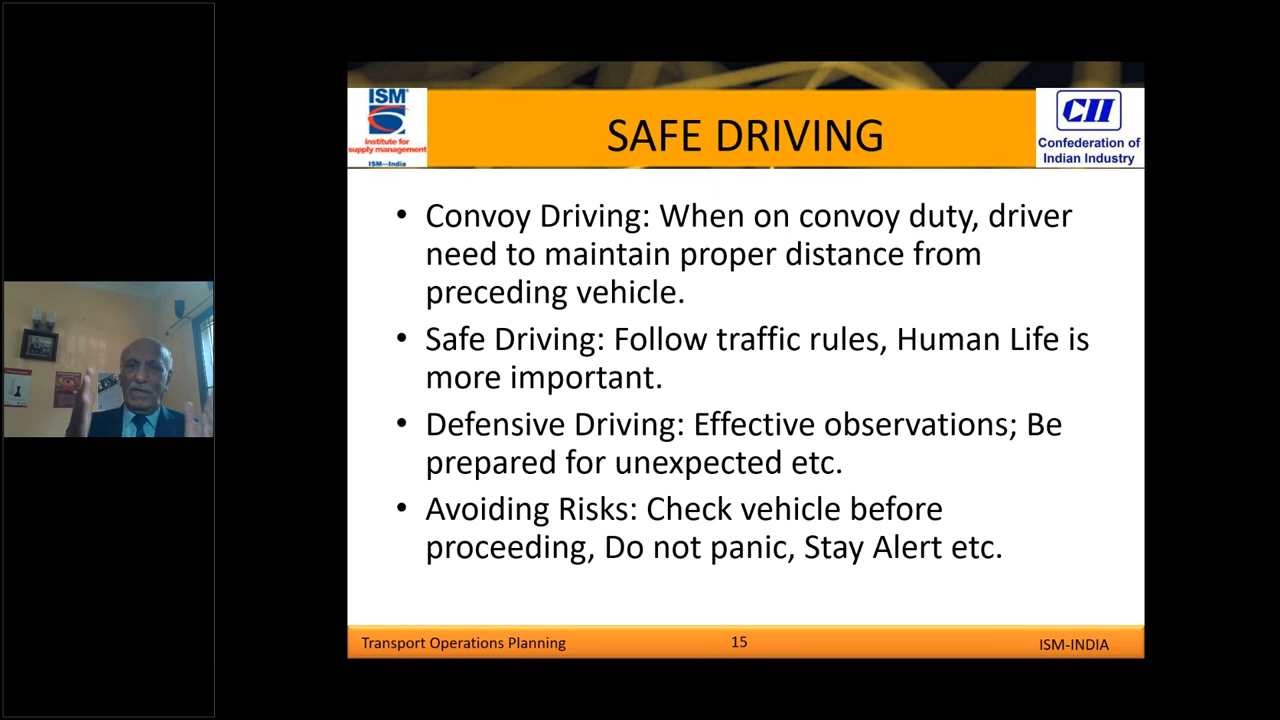 ISM
institute for
supply management
ISM—India
SAFE DRIVING
CII
Confederation of
Indian Industry
• Convoy Driving: When on convoy duty, driver
need to maintain proper distance from
preceding vehicle.
• Safe Driving: Follow traffic rules, Human Life is
more important.
• Defensive Driving: Effective observations; Be
prepared for unexpected etc.
• Avoiding Risks: Check vehicle before
proceeding, Do not panic, Stay Alert etc.
Transport Operations Planning
15
ISM-INDIA